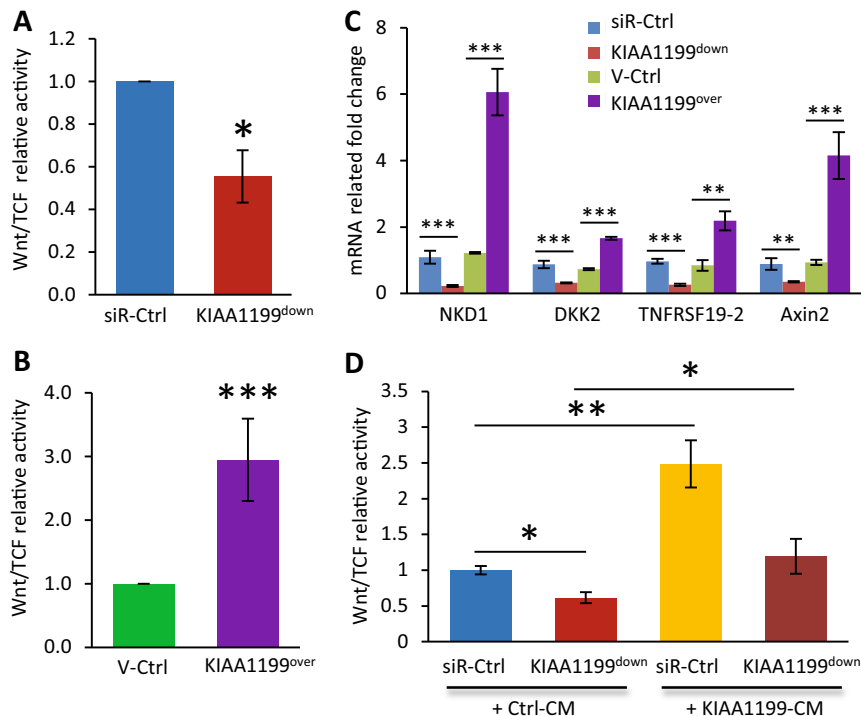 A
Wnt/TCF relative activity
1.2
1.0
0.8
0.6
0.4
0.2
0.0
*
siR-Ctrl KIAA1199down
C
mRNA related fold change
8
6
4
2
0
siR-Ctrl
KIAA1199down
V-Ctrl
KIAA1199over
*** *** *** *** *** ** ** ***
NKD1 DKK2 TNFRSF19-2 Axin2
B
Wnt/TCF relative activity
4.0
3.0
2.0
1.0
0.0
***
V-Ctrl KIAA1199over
D
Wnt/TCF relative activity
3.5
3
2.5
2
1.5
1
0.5
0
*
**
*
siR-Ctrl KIAA1199down siR-Ctrl KIAA1199down
+ Ctrl-CM + KIAA1199-CM